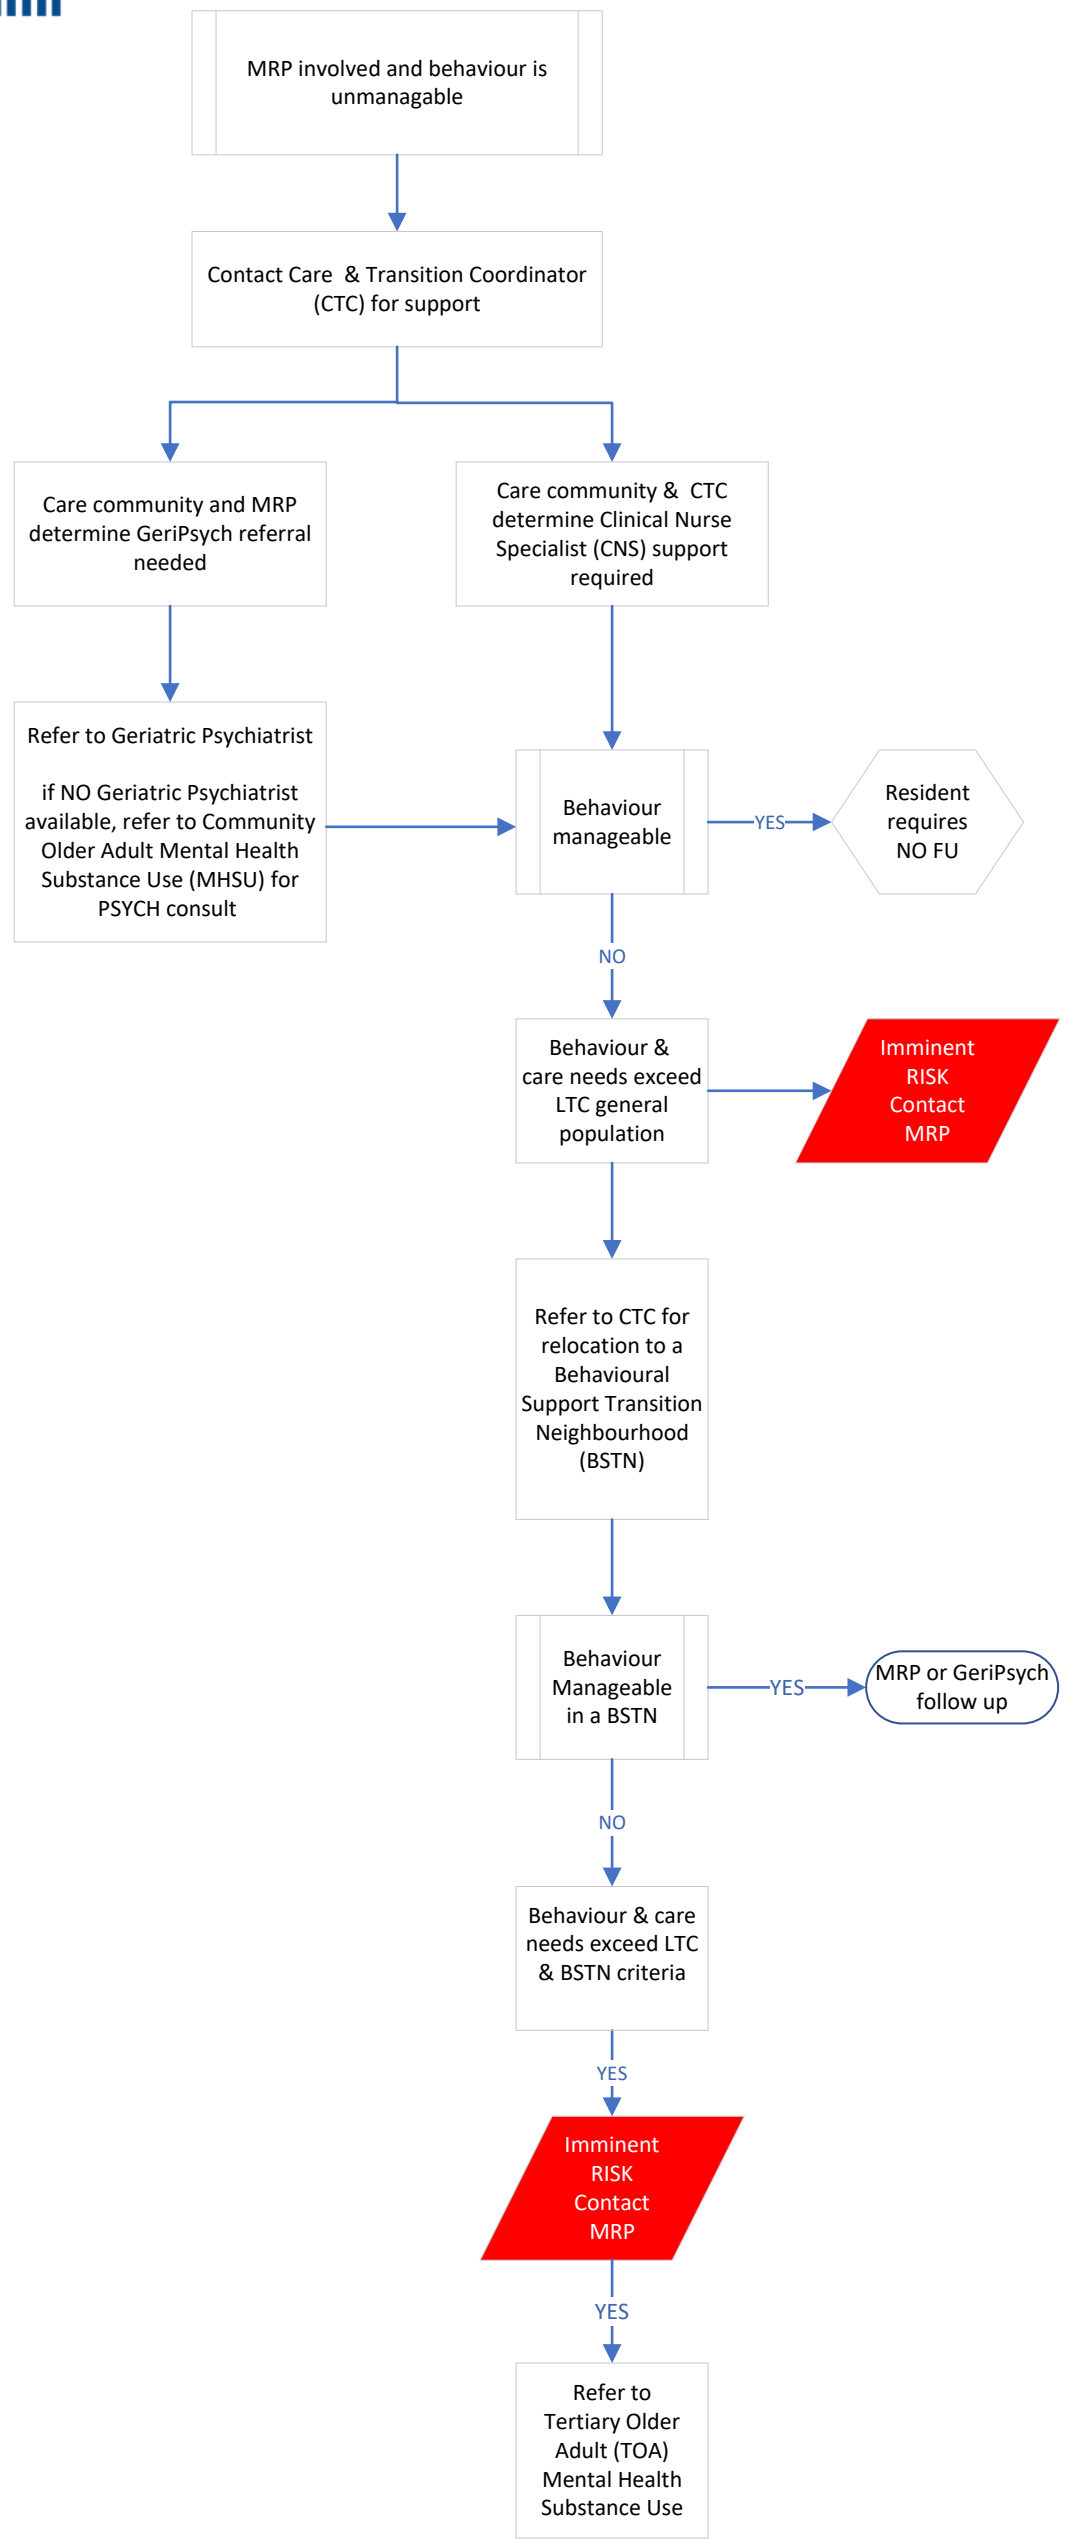 MRP involved and behaviour is
unmanagable
Contact Care & Transition Coordinator
(CTC) for support
Care community and MRP
determine GeriPsych referral
needed
Care community & CTC
determine Clinical Nurse
Specialist (CNS) support
required
Refer to Geriatric Psychiatrist
if NO Geriatric Psychiatrist
available, refer to Community
Older Adult Mental Health
Substance Use (MHSU) for
PSYCH consult
Behaviour
manageable
YES
Resident
requires
NO FU
NO
Behaviour &
care needs exceed
LTC general
population
Imminent
RISK
Contact
MRP
Refer to CTC for
relocation to a
Behavioural
Support Transition
Neighbourhood
(BSTN)
Behaviour
Manageable
in a BSTN
YES
MRP or GeriPsych
follow up
NO
Behaviour & care
needs exceed LTC
& BSTN criteria
YES
Imminent
RISK
Contact
MRP
YES
Refer to
Tertiary Older
Adult (TOA)
Mental Health
Substance Use